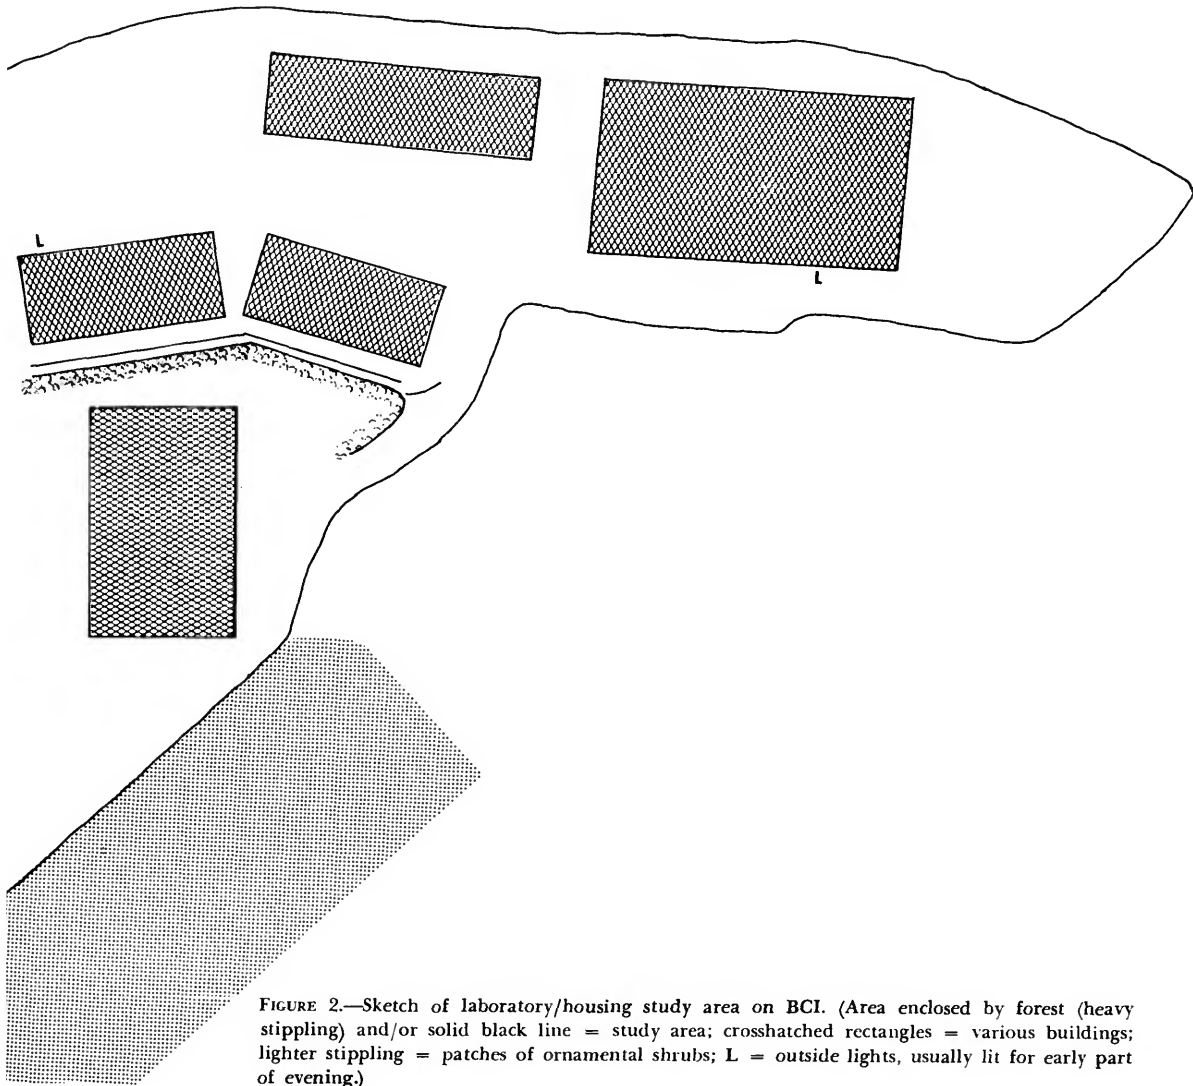 L
L
FIGURE 2.—Sketch of laboratory/housing study area on BCI. (Area enclosed by forest (heavy
stippling) and/or solid black line = study area; crosshatched rectangles = various buildings;
lighter stippling = patches of ornamental shrubs; L = outside lights, usually lit for early part
of evening.)